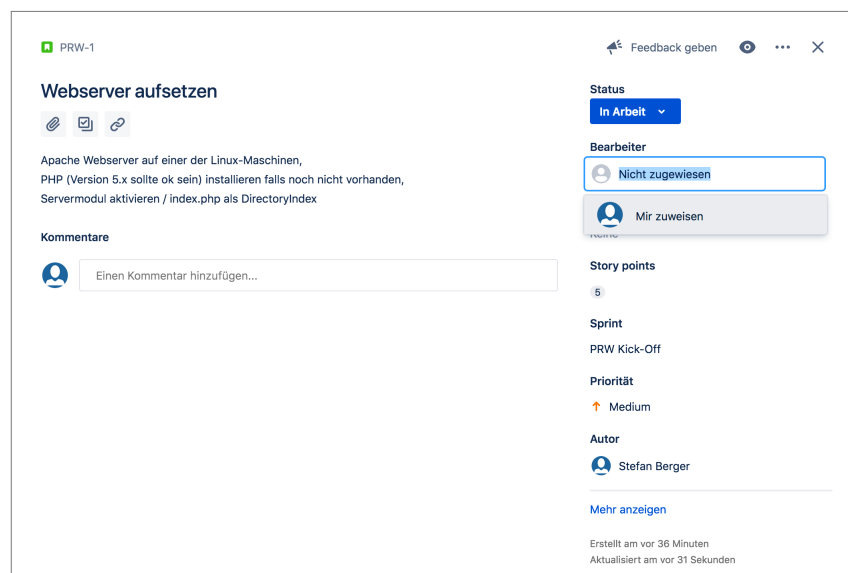 PRW-1
Feedback geben
Webserver aufsetzen
Apache Webserver auf einer der Linux-Maschinen,
PHP (Version 5.x sollte ok sein) installieren falls noch nicht vorhanden,
Servermodul aktivieren / index.php als DirectoryIndex
Kommentare
Einen Kommentar hinzufügen...
Status
In Arbeit
Bearbeiter
Nicht zugewiesen
Mir zuweisen
Keine
Story points
5
Sprint
PRW Kick-Off
Priorität
Medium
Autor
Stefan Berger
Mehr anzeigen
Erstellt am vor 36 Minuten
Aktualisiert am vor 31 Sekunden